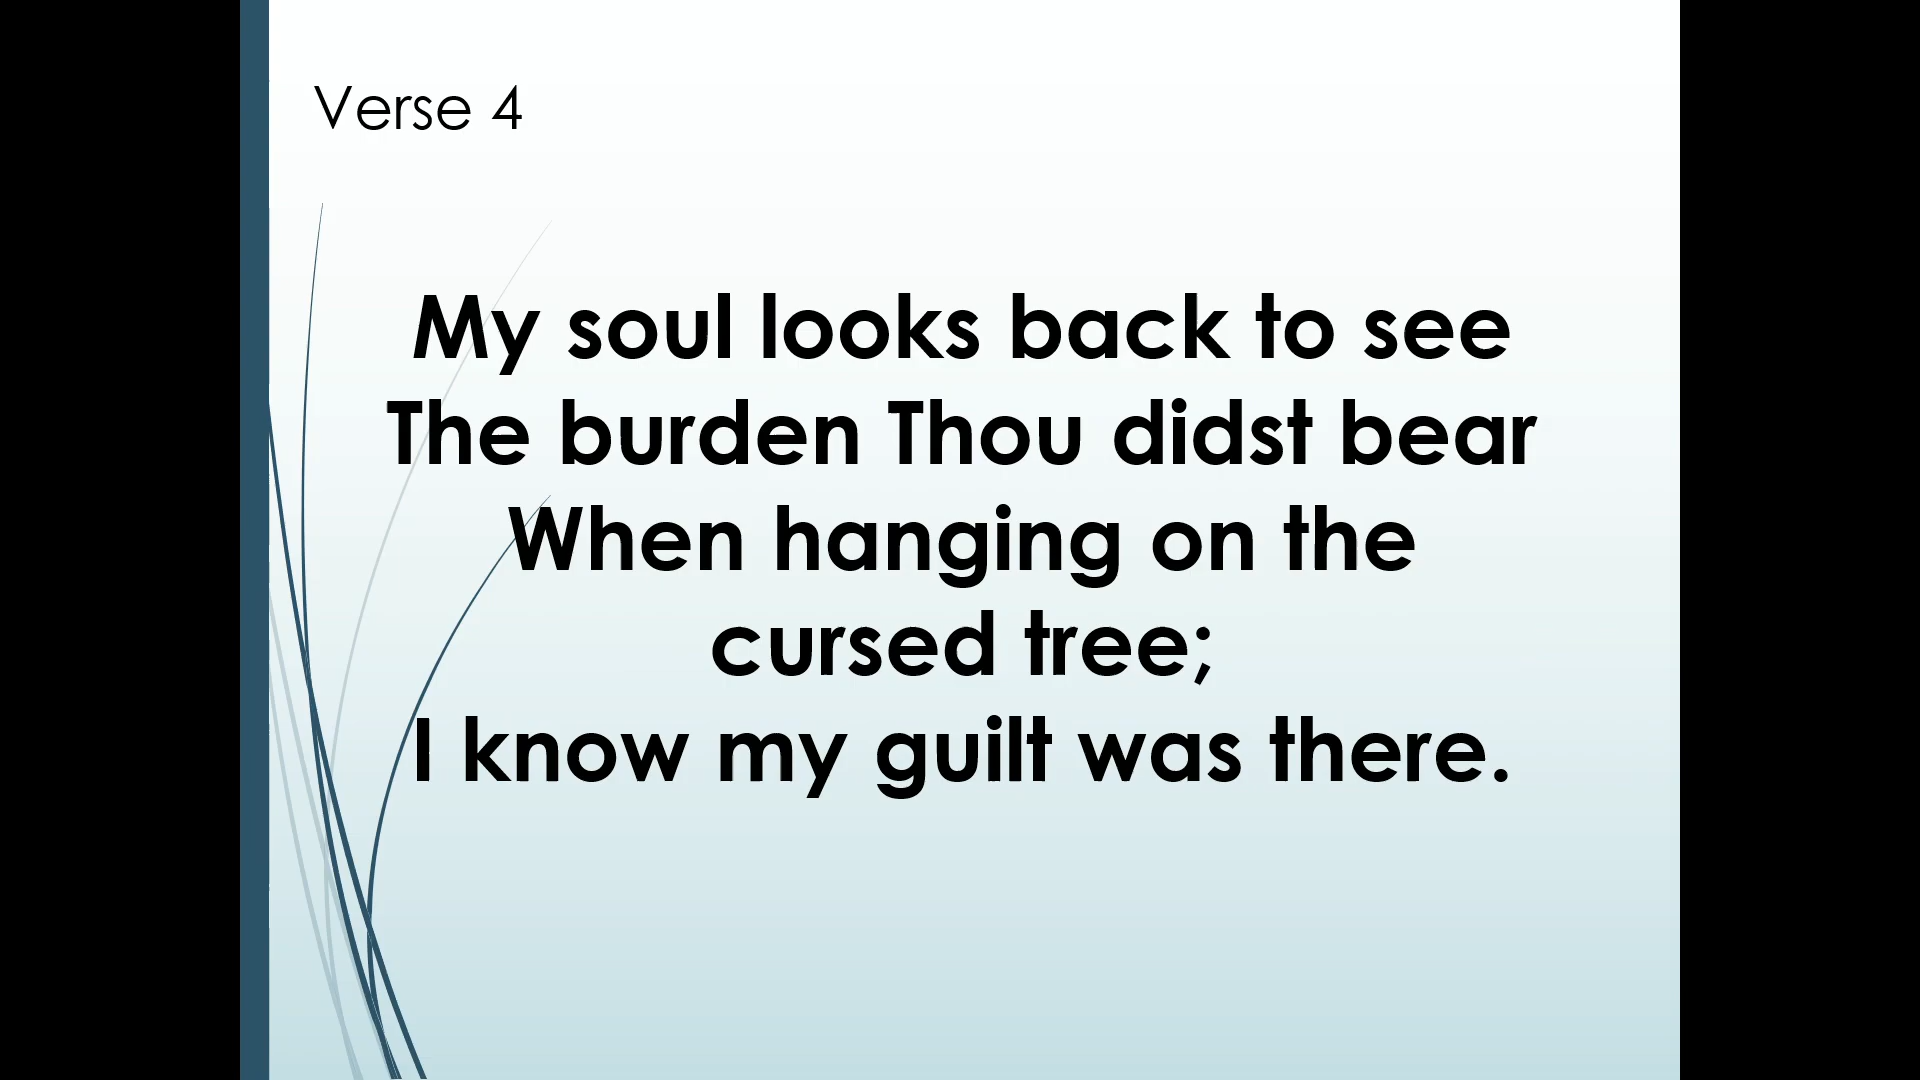 Verse 4
My soul looks back to see
The burden Thou didst bear
When hanging on the
cursed tree;
I know my guilt was there.